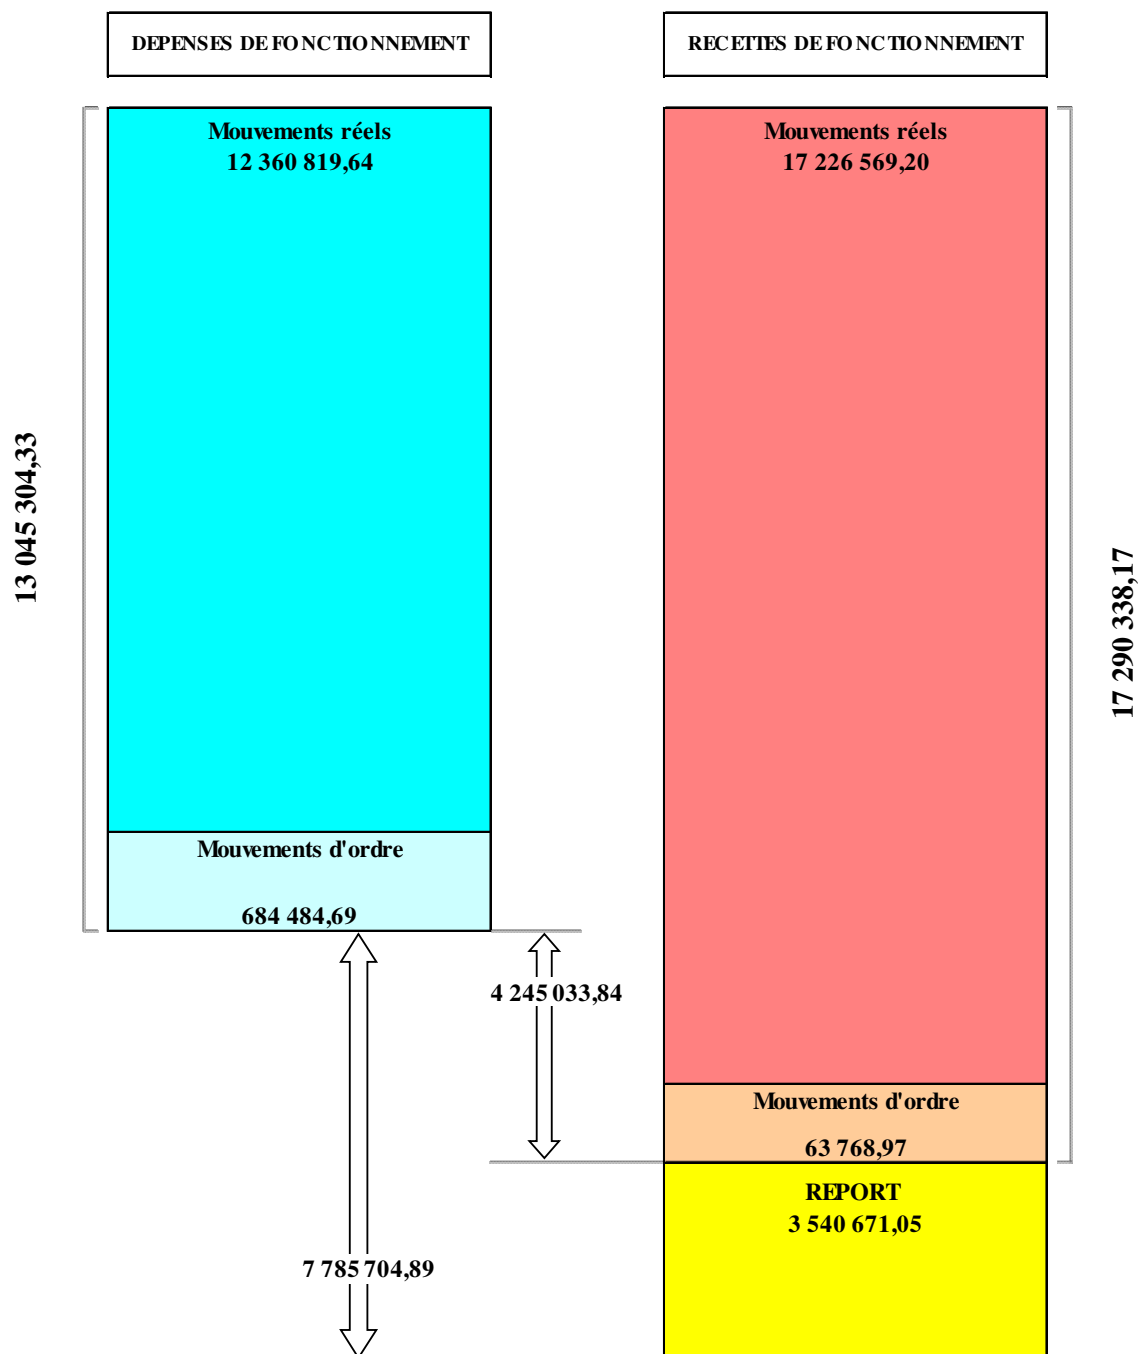 DEPENSES DE FONCTIONNEMENT
RECETTES DE FONCTIONNEMENT
Mouvements réels
12 360 819,64
Mouvements réels
17 226 569,20
13 045 304,33
17 290 338,17
Mouvements d'ordre
684 484,69
4 245 033,84
Mouvements d'ordre
63 768,97
REPORT
3 540 671,05
7 785 704,89